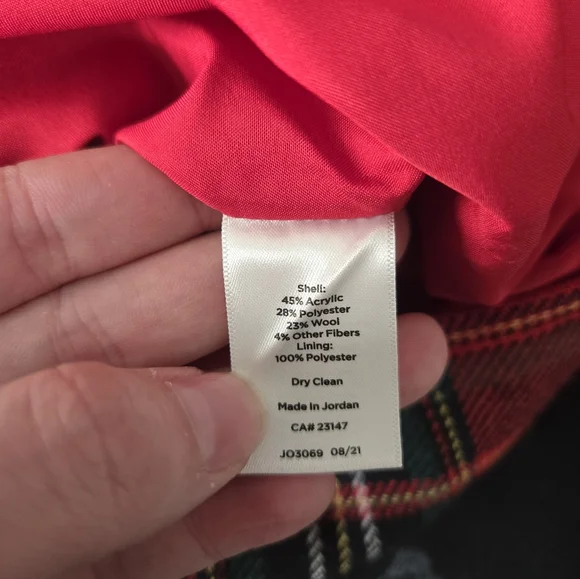 Shell:
45% Acrylic
28% Polyester
23% Wool
4% Other Fibers
Lining:
100% Polyester
Dry Clean
Made in Jordan
CA# 23147
JO3069 08/21